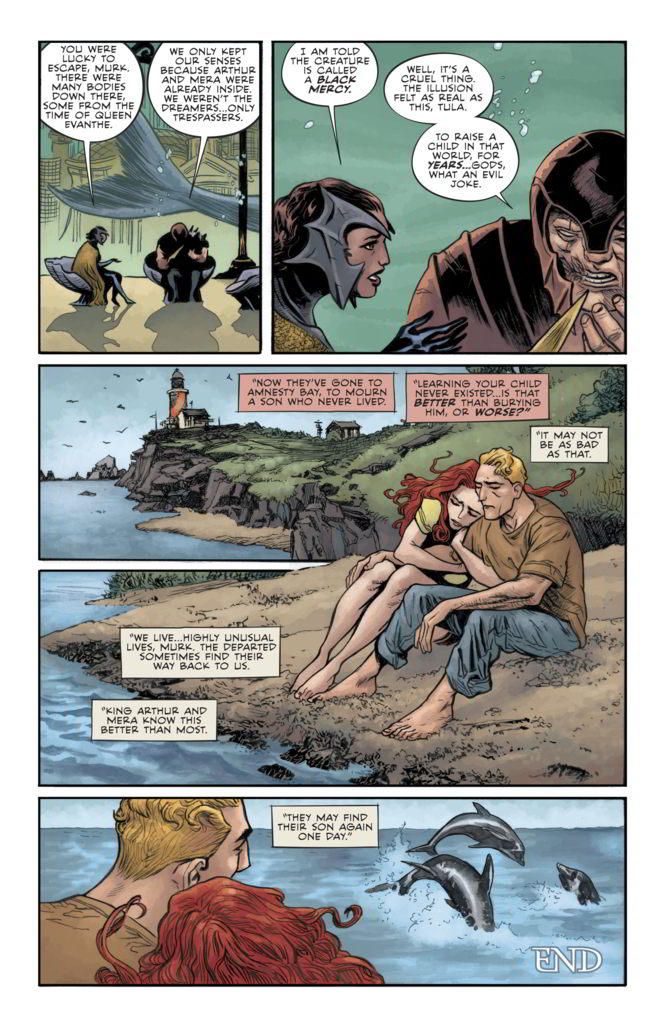 YOU WERE
LUCKY TO
ESCAPE, MURK.
THERE WERE
MANY BODIES
DOWN THERE,
SOME FROM THE
TIME OF QUEEN
EVANTHE.
WE ONLY KEPT
OUR SENSES
BECAUSE ARTHUR
AND MERA WERE
ALREADY INSIDE.
WE WEREN'T THE
DREAMERS...ONLY
TRESPASSERS.
I AM TOLD
THE CREATURE
IS CALLED
A BLACK
MERCY.
WELL, IT'S A
CRUEL THING.
THE ILLUSION
FELT AS REAL AS
THIS, TULA.
TO RAISE A
CHILD IN THAT
WORLD, FOR
YEARS...GODS,
WHAT AN EVIL
JOKE.
"NOW THEY'VE GONE TO
AMNESTY BAY, TO MOURN
A SON WHO NEVER LIVED.
"LEARNING YOUR CHILD
NEVER EXISTED...IS THAT
BETTER THAN BURYING
HIM, OR WORSE?"
"IT MAY NOT
BE AS BAD
AS THAT.
"WE LIVE...HIGHLY UNUSUAL
LIVES, MURK. THE DEPARTED
SOMETIMES FIND THEIR
WAY BACK TO US.
"KING ARTHUR AND
MERA KNOW THIS
BETTER THAN MOST.
"THEY MAY FIND
THEIR SON AGAIN
ONE DAY."
END